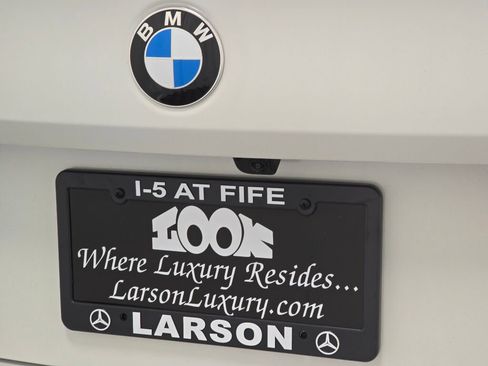 BMW
I-5 AT FIFE
LOOK
Where Luxury Resides...
LarsonLuxury.com
LARSON